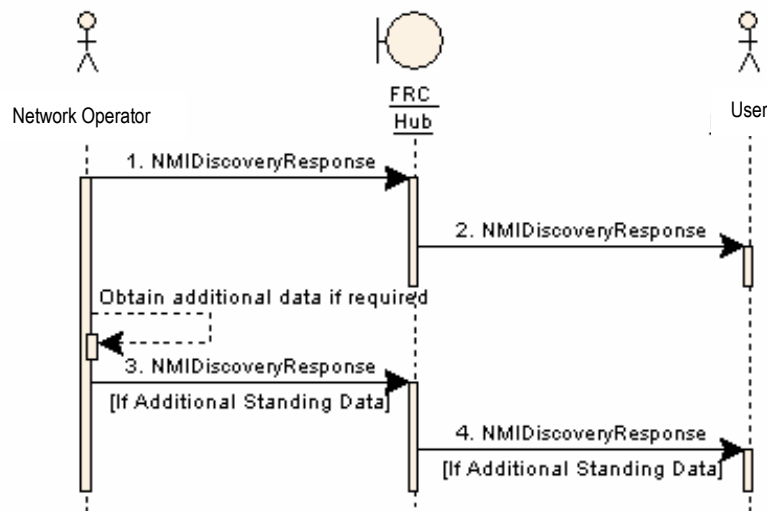 FRC
Hub
Network Operator
User
1. NMIDiscoveryResponse
2. NMIDiscoveryResponse
Obtain additional data if required
3. NMIDiscoveryResponse
[If Additional Standing Data]
4. NMIDiscoveryResponse
[If Additional Standing Data]